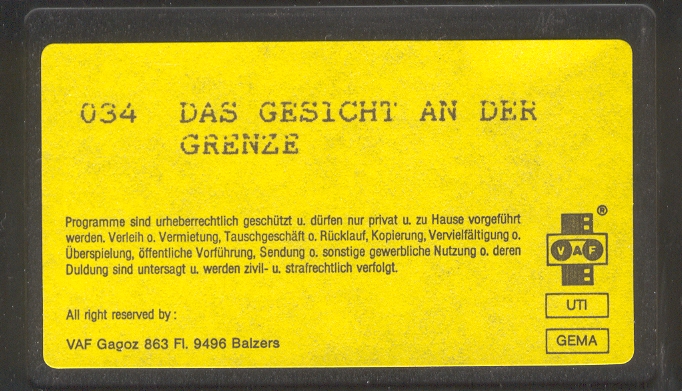 034 DAS GESICHT AN DER
GRENZE
Programme sind urheberrechtlich geschützt u. dürfen nur privat u. zu Hause vorgeführt
werden. Verleih o. Vermietung, Tauschgeschäft o. Rücklauf, Kopierung, Vervielfältigung o.
Überspielung, öffentliche Vorführung, Sendung o. sonstige gewerbliche Nutzung o. deren
Duldung sind untersagt u. werden zivil- u. strafrechtlich verfolgt.
®
VAF
UTI
All right reserved by :
GEMA
VAF Gagoz 863 Fl. 9496 Balzers